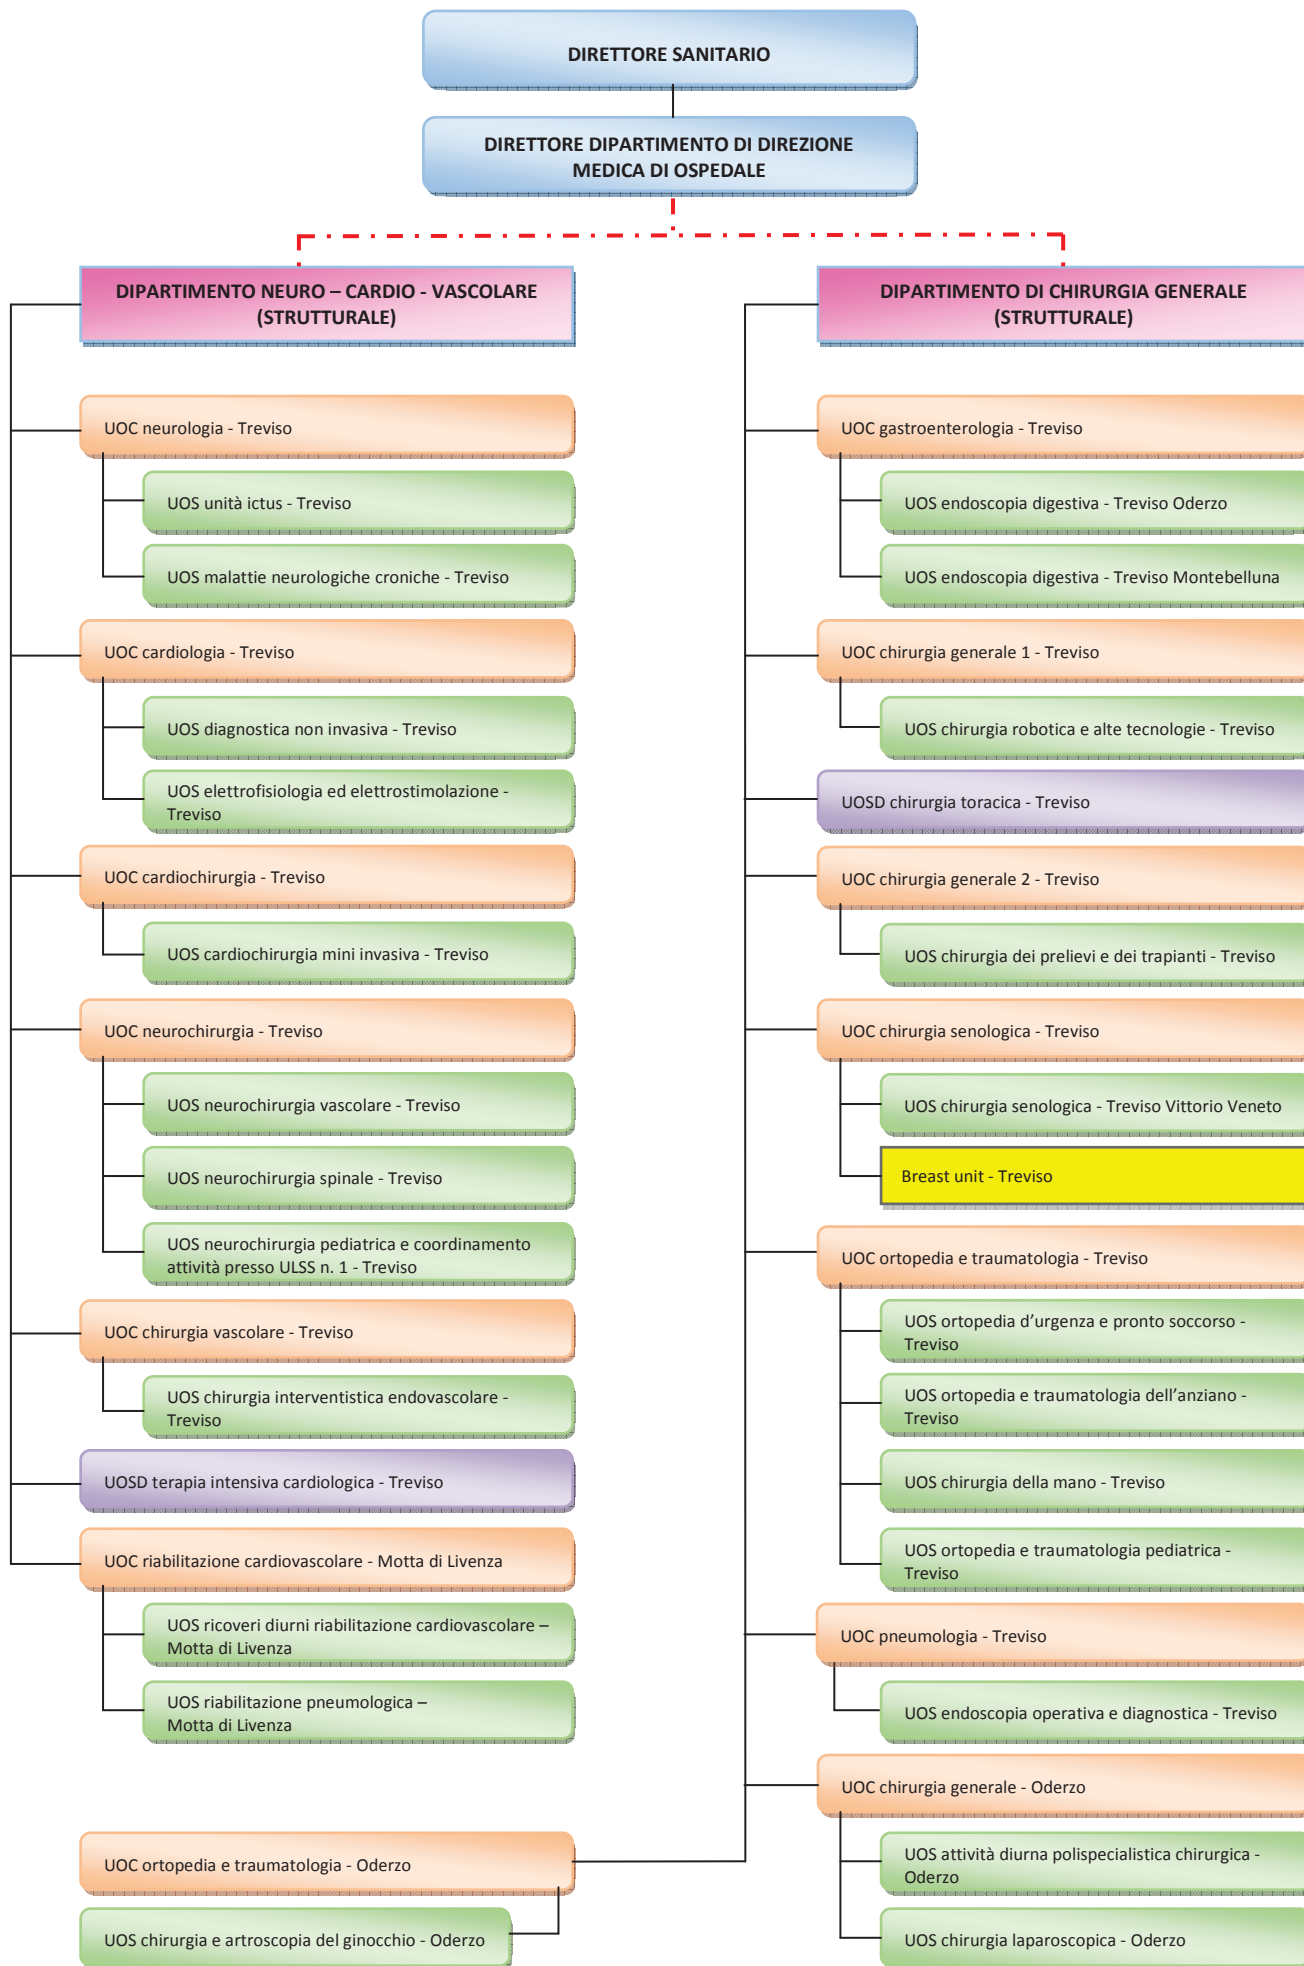 DIRETTORE SANITARIO
DIRETTORE DIPARTIMENTO DI DIREZIONE
MEDICA DI OSPEDALE
DIPARTIMENTO NEURO – CARDIO - VASCOLARE
(STRUTTURALE)
UOC neurologia - Treviso
UOS unità ictus - Treviso
UOS malattie neurologiche croniche - Treviso
UOC cardiologia - Treviso
UOS diagnostica non invasiva - Treviso
UOS elettrofisiologia ed elettrostimolazione -
Treviso
UOC cardiochirurgia - Treviso
UOS cardiochirurgia mini invasiva - Treviso
UOC neurochirurgia - Treviso
UOS neurochirurgia vascolare - Treviso
UOS neurochirurgia spinale - Treviso
UOS neurochirurgia pediatrica e coordinamento
attività presso ULSS n. 1 - Treviso
UOC chirurgia vascolare - Treviso
UOS chirurgia interventistica endovascolare -
Treviso
UOSD terapia intensiva cardiologica - Treviso
UOC riabilitazione cardiovascolare - Motta di Livenza
UOS ricoveri diurni riabilitazione cardiovascolare –
Motta di Livenza
UOS riabilitazione pneumologica –
Motta di Livenza
DIPARTIMENTO DI CHIRURGIA GENERALE
(STRUTTURALE)
UOC gastroenterologia - Treviso
UOS endoscopia digestiva - Treviso Oderzo
UOS endoscopia digestiva - Treviso Montebelluna
UOC chirurgia generale 1 - Treviso
UOS chirurgia robotica e alte tecnologie - Treviso
UOSD chirurgia toracica - Treviso
UOC chirurgia generale 2 - Treviso
UOS chirurgia dei prelievi e dei trapianti - Treviso
UOC chirurgia senologica - Treviso
UOS chirurgia senologica - Treviso Vittorio Veneto
Breast unit - Treviso
UOC ortopedia e traumatologia - Treviso
UOS ortopedia d’urgenza e pronto soccorso -
Treviso
UOS ortopedia e traumatologia dell’anziano -
Treviso
UOS chirurgia della mano - Treviso
UOS ortopedia e traumatologia pediatrica -
Treviso
UOC pneumologia - Treviso
UOS endoscopia operativa e diagnostica - Treviso
UOC chirurgia generale - Oderzo
UOS attività diurna polispecialistica chirurgica -
Oderzo
UOS chirurgia laparoscopica - Oderzo
UOC ortopedia e traumatologia - Oderzo
UOS chirurgia e artroscopia del ginocchio - Oderzo